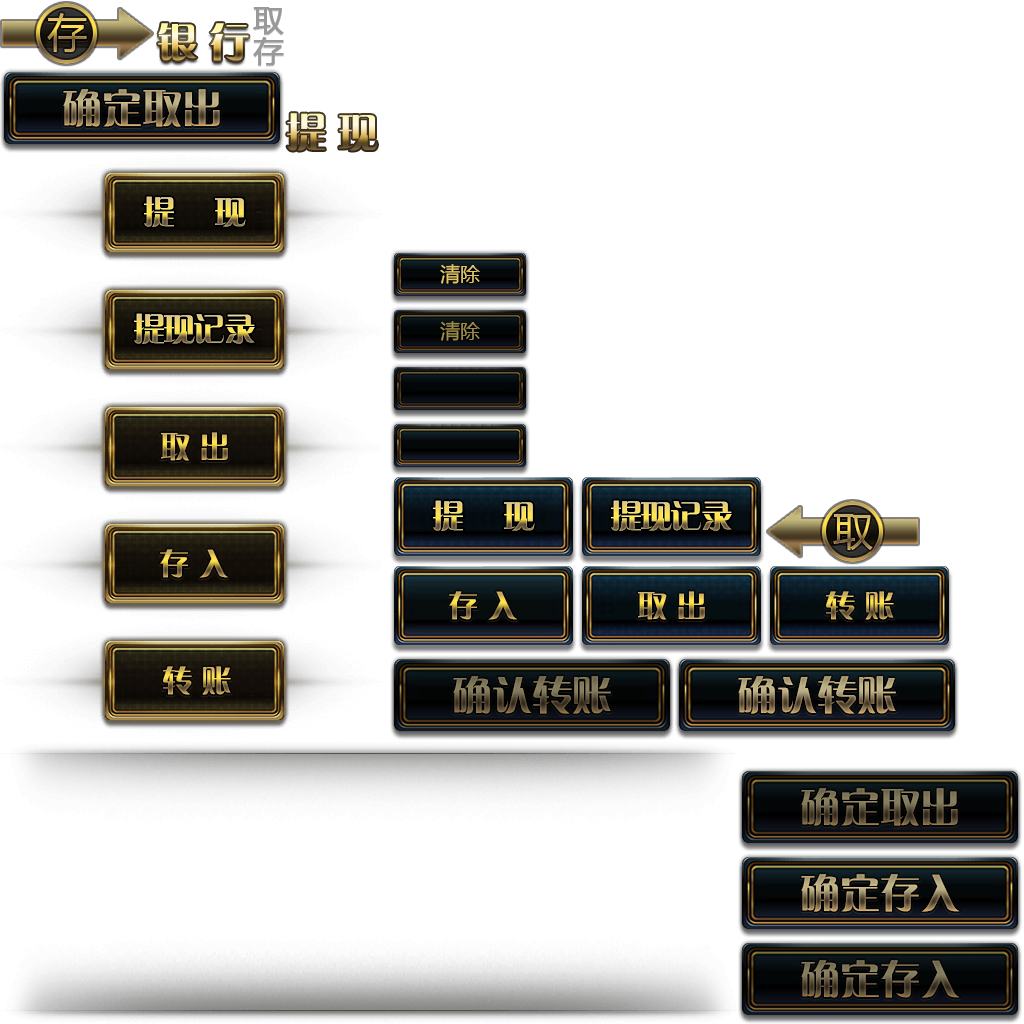 存
银行
取
存
确定取出
提现
提 现
提现记录
取出
存入
转账
清除
清除
提 现
提现记录
取
存入
取出
转账
确认转账
确认转账
确定取出
确定存入
确定存入